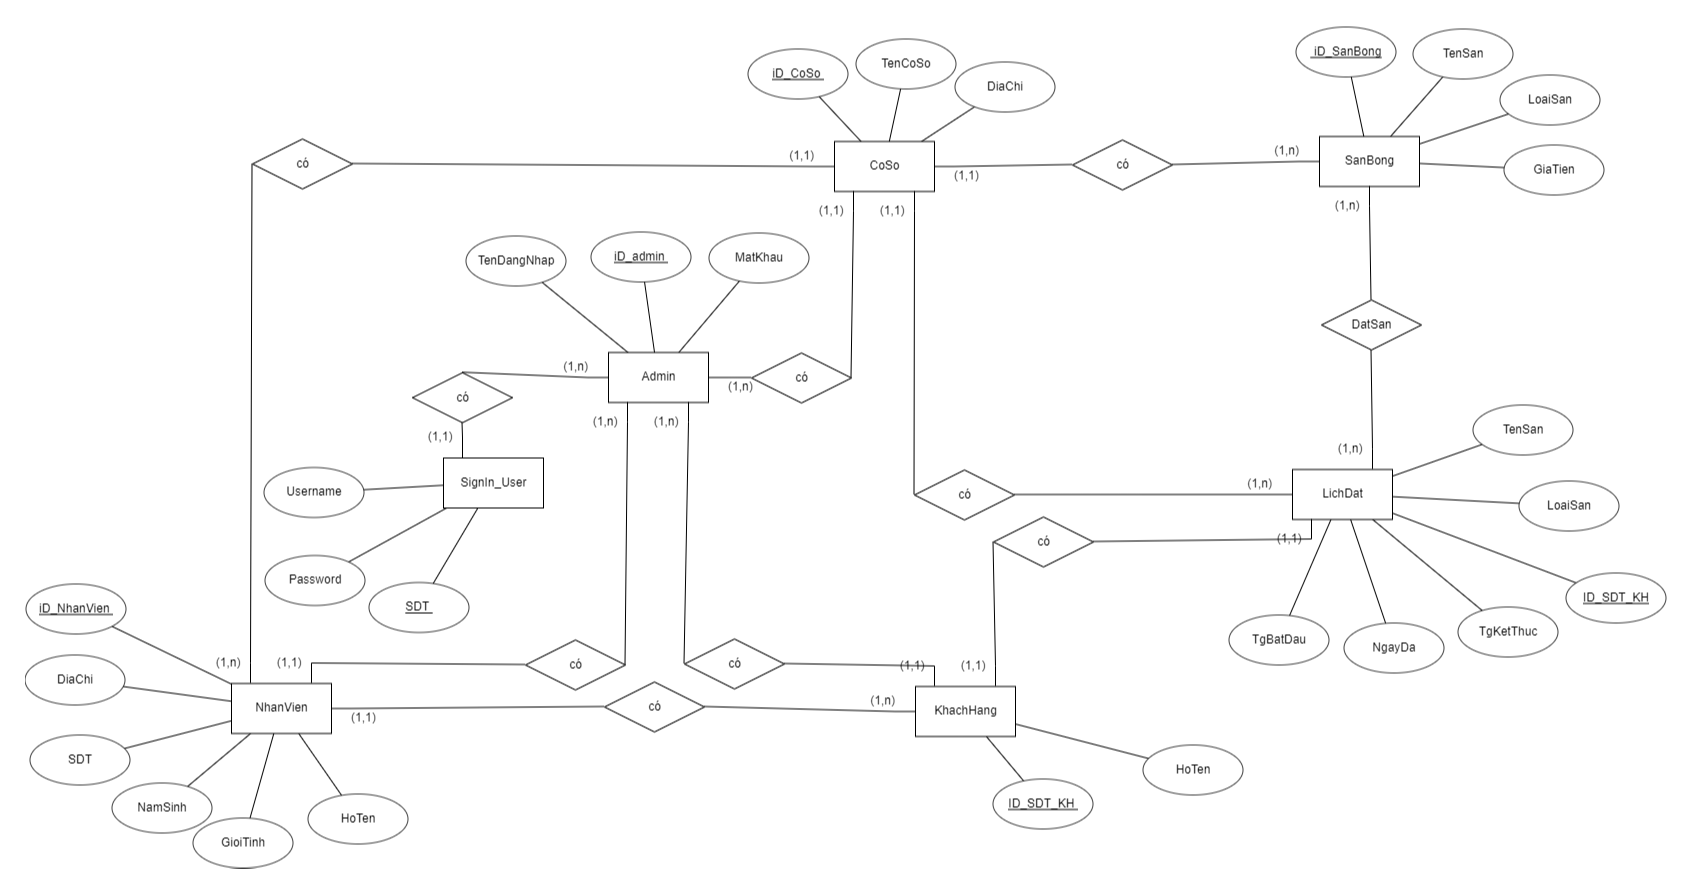 iD_CoSo
TenCoSo
DiaChi
iD_SanBong
TenSan
LoaiSan
GiaTien
có
(1,1)
CoSo
(1,1)
có
(1,n)
SanBong
(1,1)
(1,1)
(1,n)
TenDangNhap
iD_admin
MatKhau
DatSan
(1,n)
Admin
(1,n)
có
có
(1,n)
(1,n)
(1,1)
SignIn_User
Username
Password
SDT
có
(1,n)
(1,n)
LichDat
TenSan
LoaiSan
ID_SDT_KH
(1,1)
có
TgBatDau
NgayDa
TgKetThuc
iD_NhanVien
DiaChi
SDT
NamSinh
GioiTinh
HoTen
(1,n)
(1,1)
NhanVien
(1,1)
có
có
có
(1,1)
(1,1)
(1,n)
KhachHang
HoTen
ID_SDT_KH